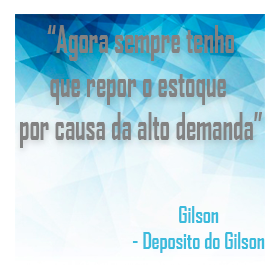 “Agora sempre tenho
que repor o estoque
por causa da alto demanda”
Gilson
- Deposito do Gilson